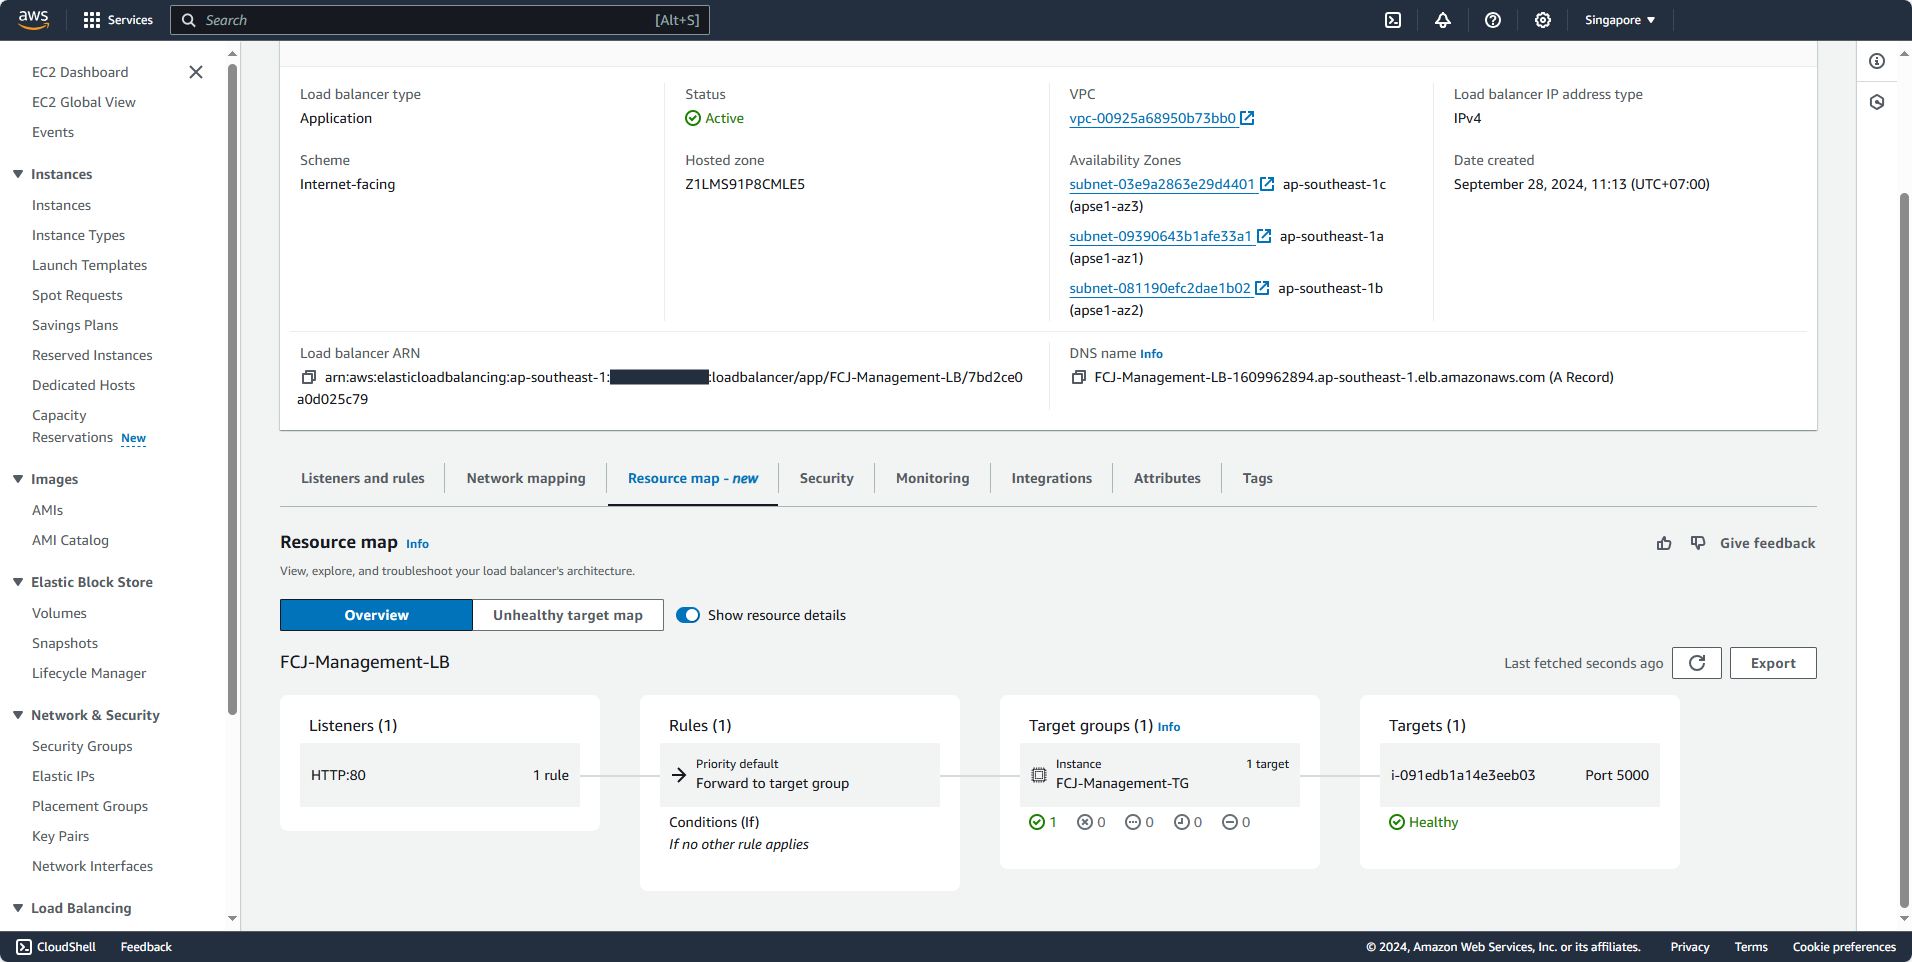 aws
Services
Search
[Alt+S]
Singapore
EC2 Dashboard
EC2 Global View
Events
Instances
Instances
Instance Types
Launch Templates
Spot Requests
Savings Plans
Reserved Instances
Dedicated Hosts
Capacity
Reservations New
Images
AMIs
AMI Catalog
Elastic Block Store
Volumes
Snapshots
Lifecycle Manager
Network & Security
Security Groups
Elastic IPs
Placement Groups
Key Pairs
Network Interfaces
Load Balancing
Load balancer type
Application
Status
Active
VPC
vpc-00925a68950b73bb0
Load balancer IP address type
IPv4
Scheme
Internet-facing
Hosted zone
Z1LMS91P8CMLE5
Availability Zones
subnet-03e9a2863e29d4401 ap-southeast-1c
(apse1-az3)
subnet-09390643b1afe33a1 ap-southeast-1a
(apse1-az1)
subnet-081190efc2dae1b02 ap-southeast-1b
(apse1-az2)
Date created
September 28, 2024, 11:13 (UTC+07:00)
Load balancer ARN
arn:aws:elasticloadbalancing:ap-southeast-1: :loadbalancer/app/FCJ-Management-LB/7bd2ce0
a0d025c79
DNS name Info
FCJ-Management-LB-1609962894.ap-southeast-1.elb.amazonaws.com (A Record)
Listeners and rules
Network mapping
Resource map - new
Security
Monitoring
Integrations
Attributes
Tags
Resource map Info
Give feedback
View, explore, and troubleshoot your load balancer's architecture.
Overview
Unhealthy target map
Show resource details
FCJ-Management-LB
Last fetched seconds ago
Export
Listeners (1)
HTTP:80
1 rule
Rules (1)
Priority default
Forward to target group
Conditions (If)
If no other rule applies
Target groups (1) Info
Instance
1 target
FCJ-Management-TG
1 0 0 0 0
Targets (1)
i-091edb1a14e3eeb03
Port 5000
Healthy
CloudShell
Feedback
© 2024, Amazon Web Services, Inc. or its affiliates.
Privacy
Terms
Cookie preferences